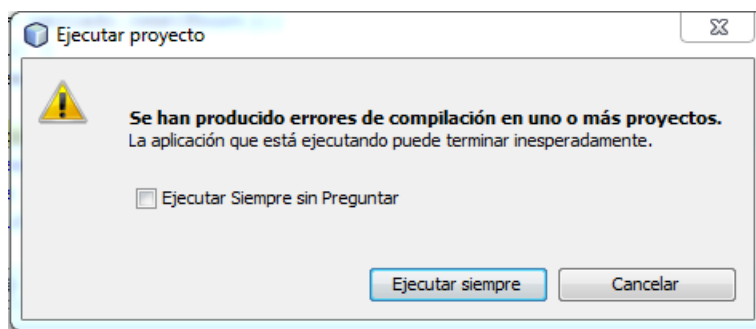 Ejecutar proyecto
Se han producido errores de compilación en uno o más proyectos.
La aplicación que está ejecutando puede terminar inesperadamente.
Ejecutar Siempre sin Preguntar
Ejecutar siempre
Cancelar